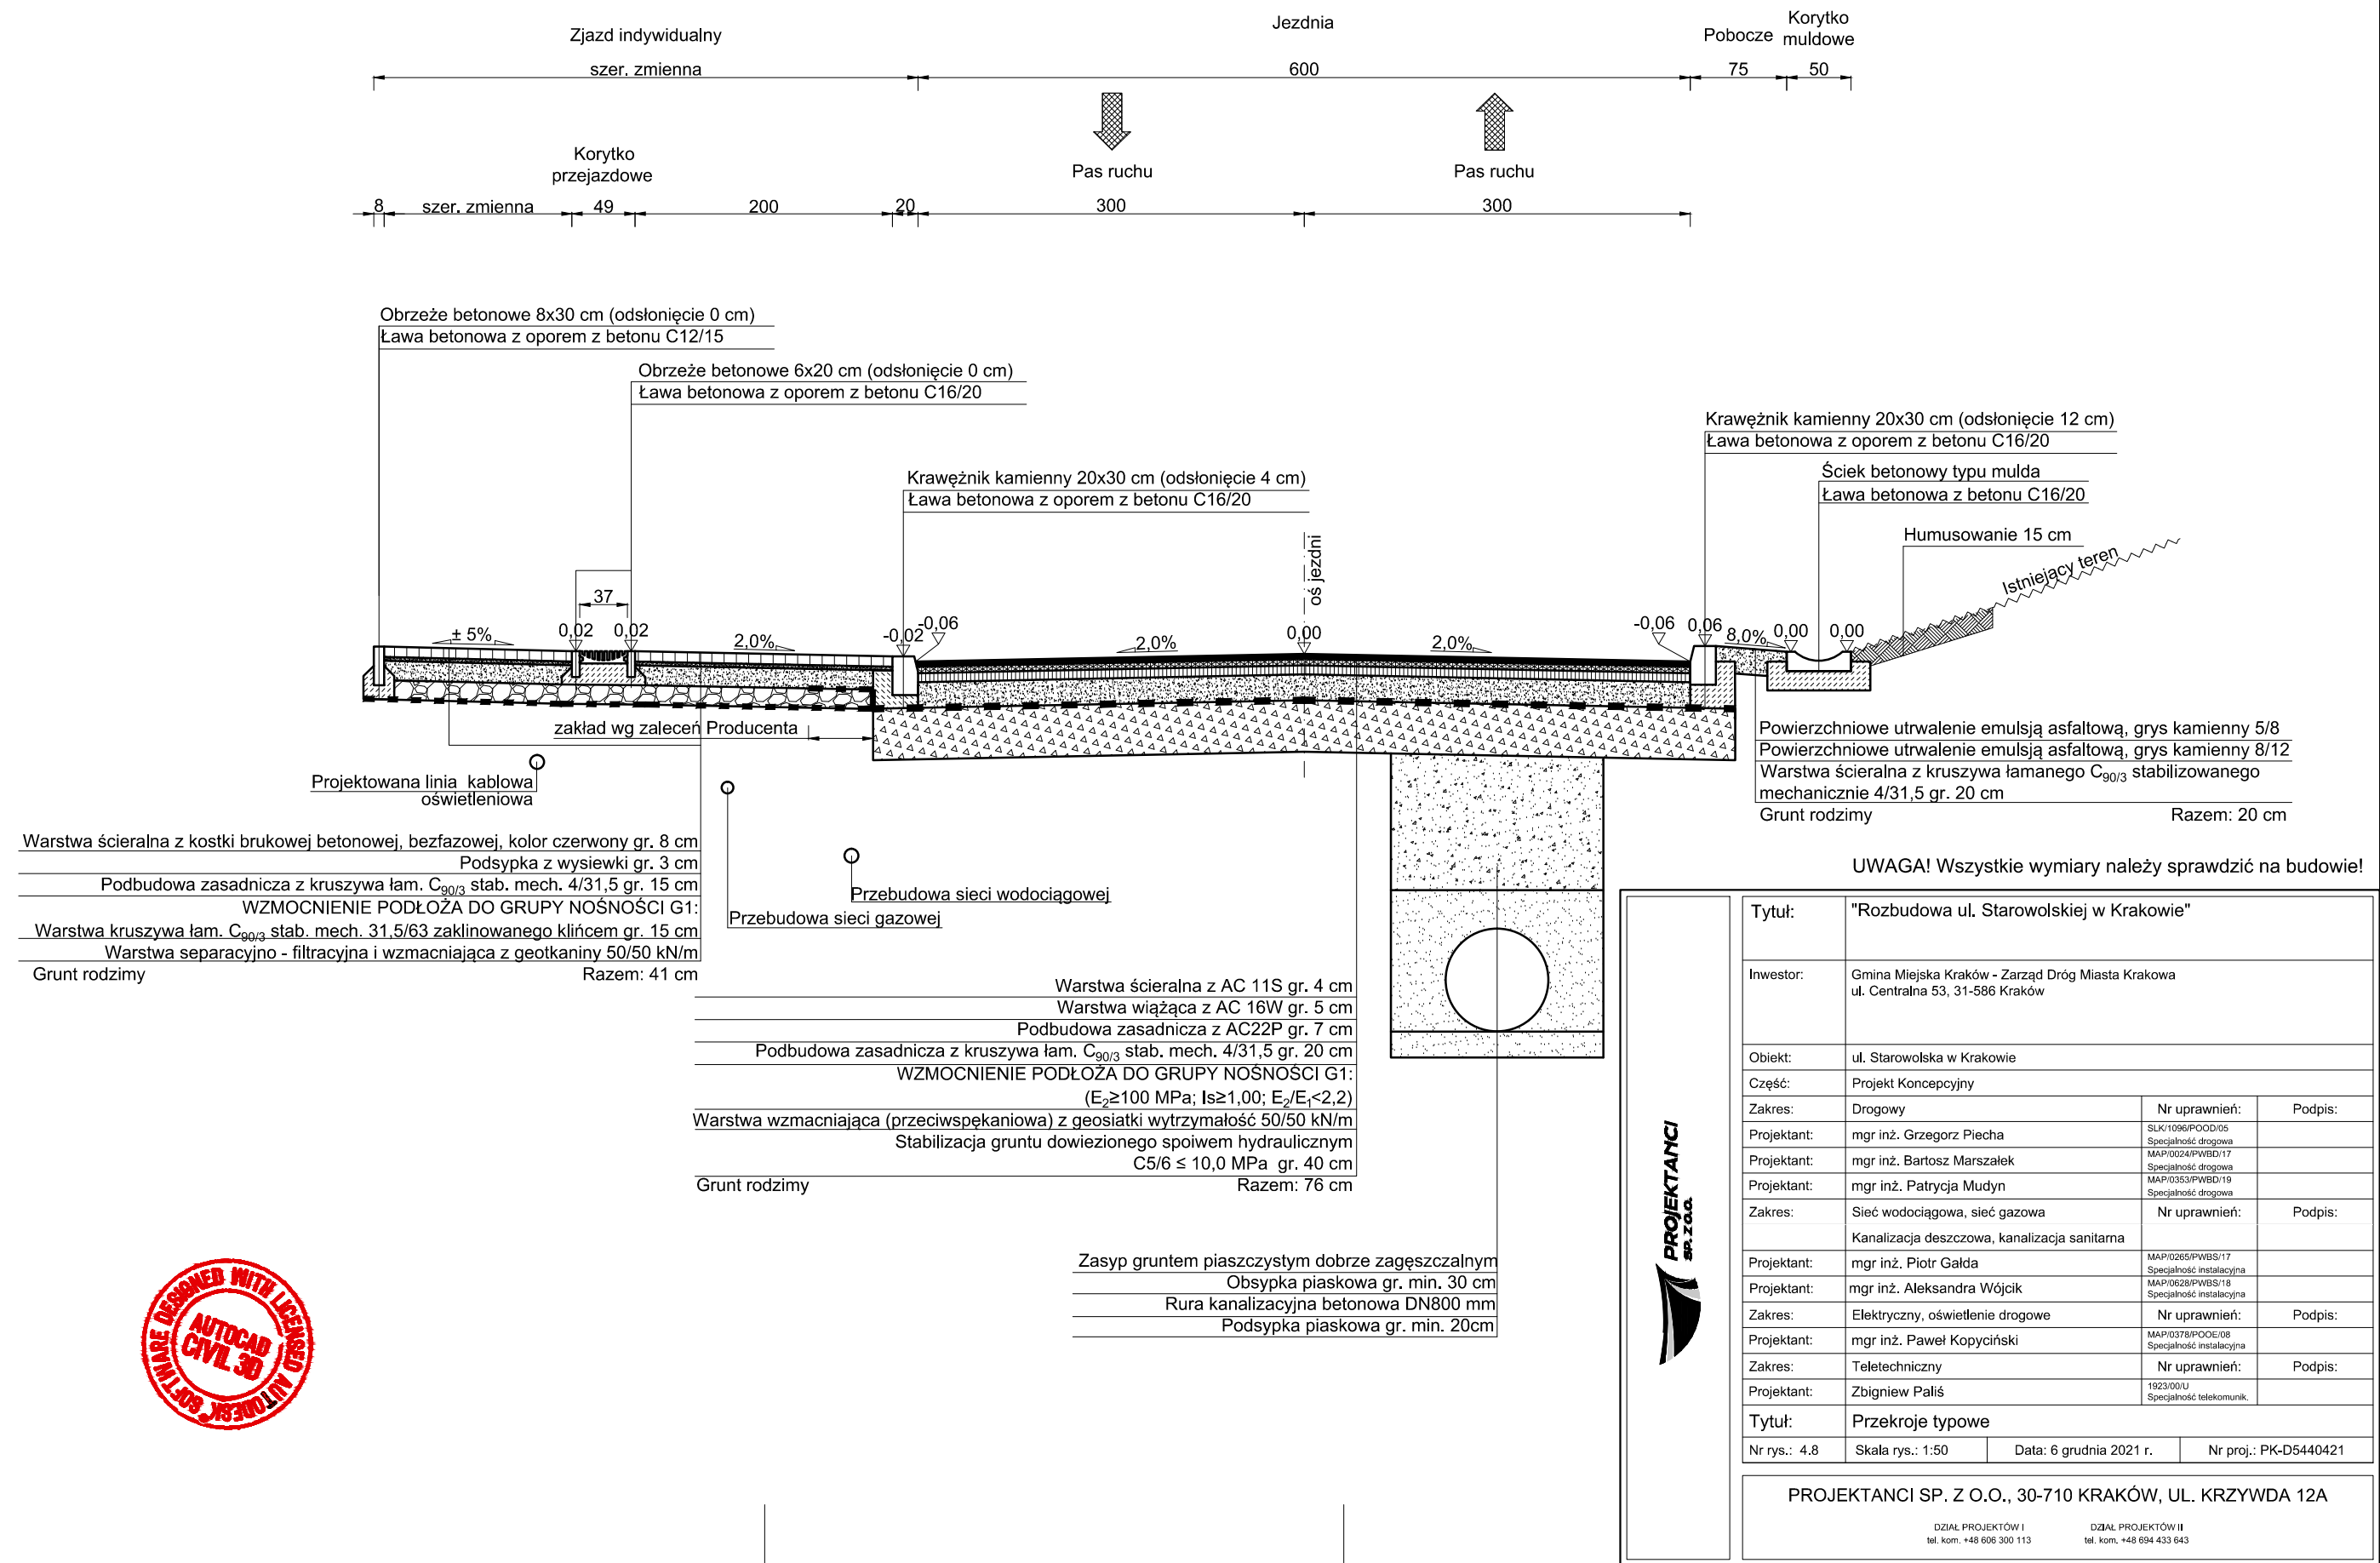 Zjazd indywidualny
Jezdnia
Pobocze
Korytko
muldowe
szer. zmienna
600
75
50
Korytko
przejazdowe
Pas ruchu
Pas ruchu
8
szer. zmienna
49
200
20
300
300
Obrzeże betonowe 8x30 cm (odsłonięcie 0 cm)
Ława betonowa z oporem z betonu C12/15
Obrzeże betonowe 6x20 cm (odsłonięcie 0 cm)
Ława betonowa z oporem z betonu C16/20
Krawężnik kamienny 20x30 cm (odsłonięcie 4 cm)
Ława betonowa z oporem z betonu C16/20
Krawężnik kamienny 20x30 cm (odsłonięcie 12 cm)
Ława betonowa z oporem z betonu C16/20
Ściek betonowy typu mulda
Ława betonowa z betonu C16/20
Humusowanie 15 cm
Istniejący teren
oś jezdni
37
± 5%
0,02
0,02
2,0%
-0,02
-0,06
2,0%
0,00
2,0%
-0,06
0,06
8,0%
0,00
0,00
zakład wg zaleceń Producenta
Projektowana linia kablowa
oświetleniowa
Przebudowa sieci wodociągowej
Przebudowa sieci gazowej
Powierzchniowe utrwalenie emulsją asfaltową, grys kamienny 5/8
Powierzchniowe utrwalenie emulsją asfaltową, grys kamienny 8/12
Warstwa ścieralna z kruszywa łamanego C90/3 stabilizowanego
mechanicznie 4/31,5 gr. 20 cm
Grunt rodzimy Razem: 20 cm
Warstwa ścieralna z kostki brukowej betonowej, bezfazowej, kolor czerwony gr. 8 cm
Podsypka z wysiewki gr. 3 cm
Podbudowa zasadnicza z kruszywa łam. C90/3 stab. mech. 4/31,5 gr. 15 cm
WZMOCNIENIE PODŁOŻA DO GRUPY NOŚNOŚCI G1:
Warstwa kruszywa łam. C90/3 stab. mech. 31,5/63 zaklinowanego klińcem gr. 15 cm
Warstwa separacyjno - filtracyjna i wzmacniająca z geotkaniny 50/50 kN/m
Grunt rodzimy Razem: 41 cm
Warstwa ścieralna z AC 11S gr. 4 cm
Warstwa wiążąca z AC 16W gr. 5 cm
Podbudowa zasadnicza z AC22P gr. 7 cm
Podbudowa zasadnicza z kruszywa łam. C90/3 stab. mech. 4/31,5 gr. 20 cm
WZMOCNIENIE PODŁOŻA DO GRUPY NOŚNOŚCI G1:
(E2≥100 MPa; Is≥1,00; E2/E1<2,2)
Warstwa wzmacniająca (przeciwspękaniowa) z geosiatki wytrzymałość 50/50 kN/m
Stabilizacja gruntu dowiezionego spoiwem hydraulicznym
C5/6 ≤ 10,0 MPa gr. 40 cm
Grunt rodzimy Razem: 76 cm
Zasyp gruntem piaszczystym dobrze zagęszczalnym
Obsypka piaskowa gr. min. 30 cm
Rura kanalizacyjna betonowa DN800 mm
Podsypka piaskowa gr. min. 20cm
SOFTWARE DESIGNED WITH LICENSED AUTODESK®
AUTOCAD
CIVIL 3D
UWAGA! Wszystkie wymiary należy sprawdzić na budowie!
PROJEKTANCI
SP. Z O.O.
Tytuł: "Rozbudowa ul. Starowolskiej w Krakowie"
Inwestor: Gmina Miejska Kraków - Zarząd Dróg Miasta Krakowa
ul. Centralna 53, 31-586 Kraków
Obiekt: ul. Starowolska w Krakowie
Część: Projekt Koncepcyjny
Zakres: Drogowy Nr uprawnień: Podpis:
Projektant: mgr inż. Grzegorz Piecha SLK/1096/POOD/05
Specjalność drogowa
Projektant: mgr inż. Bartosz Marszałek MAP/0024/PWBD/17
Specjalność drogowa
Projektant: mgr inż. Patrycja Mudyn MAP/0353/PWBD/19
Specjalność drogowa
Zakres: Sieć wodociągowa, sieć gazowa Nr uprawnień: Podpis:
Kanalizacja deszczowa, kanalizacja sanitarna
Projektant: mgr inż. Piotr Gałda MAP/0265/PWBS/17
Specjalność instalacyjna
Projektant: mgr inż. Aleksandra Wójcik MAP/0628/PWBS/18
Specjalność instalacyjna
Zakres: Elektryczny, oświetlenie drogowe Nr uprawnień: Podpis:
Projektant: mgr inż. Paweł Kopyciński MAP/0378/POOE/08
Specjalność instalacyjna
Zakres: Teletechniczny Nr uprawnień: Podpis:
Projektant: Zbigniew Paliś 1923/00/U
Specjalność telekomunik.
Tytuł: Przekroje typowe
Nr rys.: 4.8 Skala rys.: 1:50 Data: 6 grudnia 2021 r. Nr proj.: PK-D5440421
PROJEKTANCI SP. Z O.O., 30-710 KRAKÓW, UL. KRZYWDA 12A
DZIAŁ PROJEKTÓW I DZIAŁ PROJEKTÓW II
tel. kom. +48 606 300 113 tel. kom. +48 694 433 643